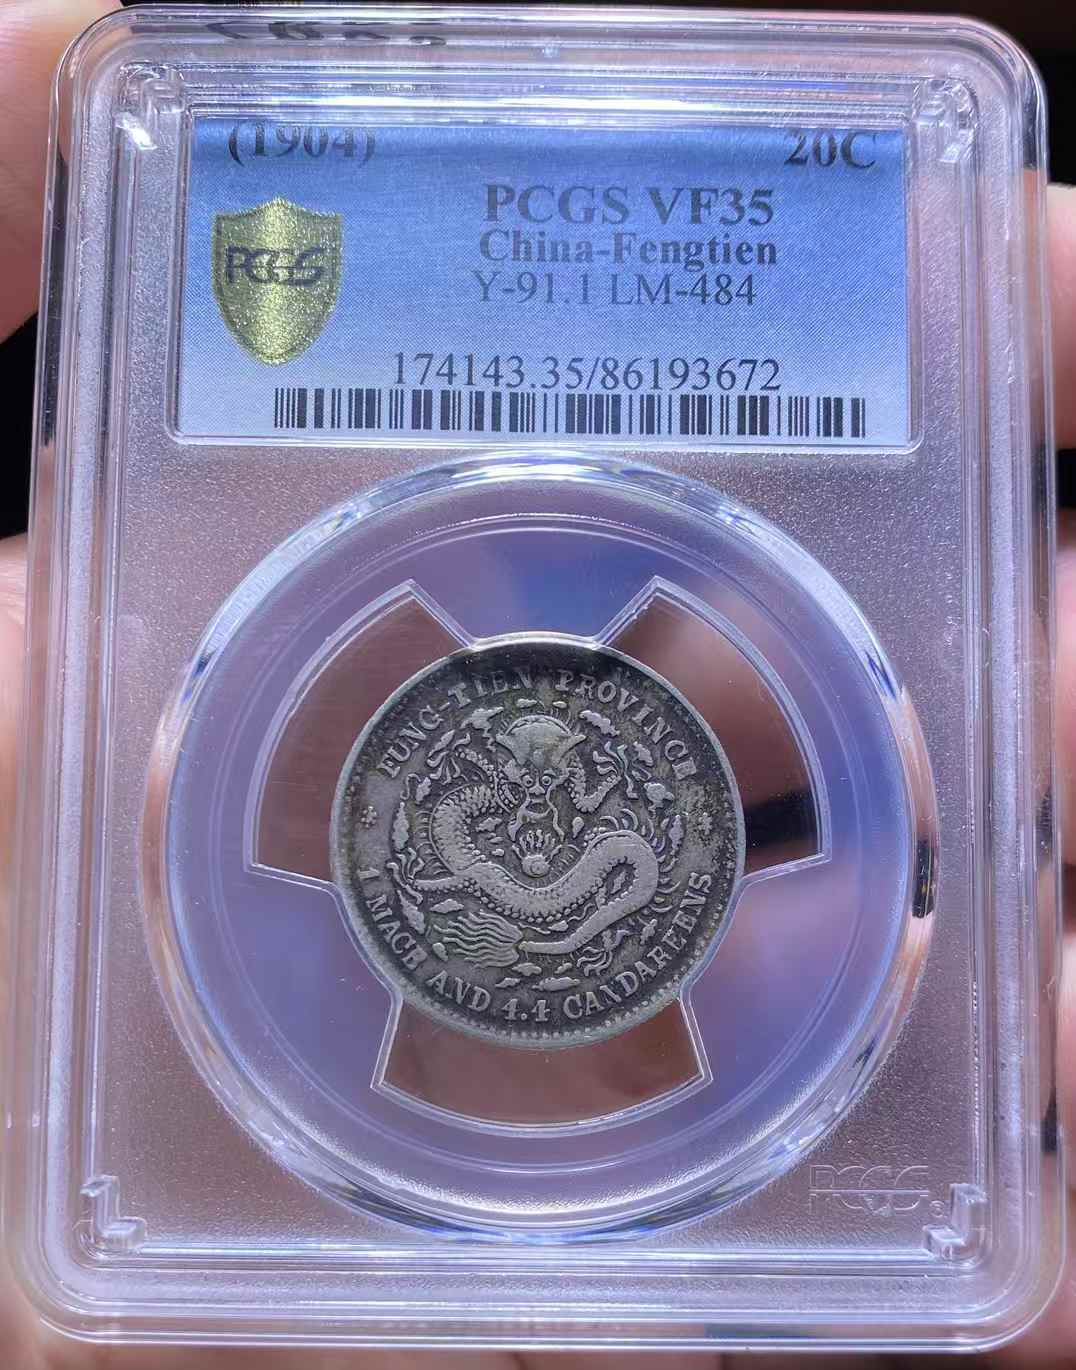 (1904) 20C
PCGS VF35
China-Fengtien
Y-91.1 LM-484
174143.35/86193672
PCGS
FUNG-TIEN PROVINCE
1 MACE AND 4.4 CANDAREENS
PCGS